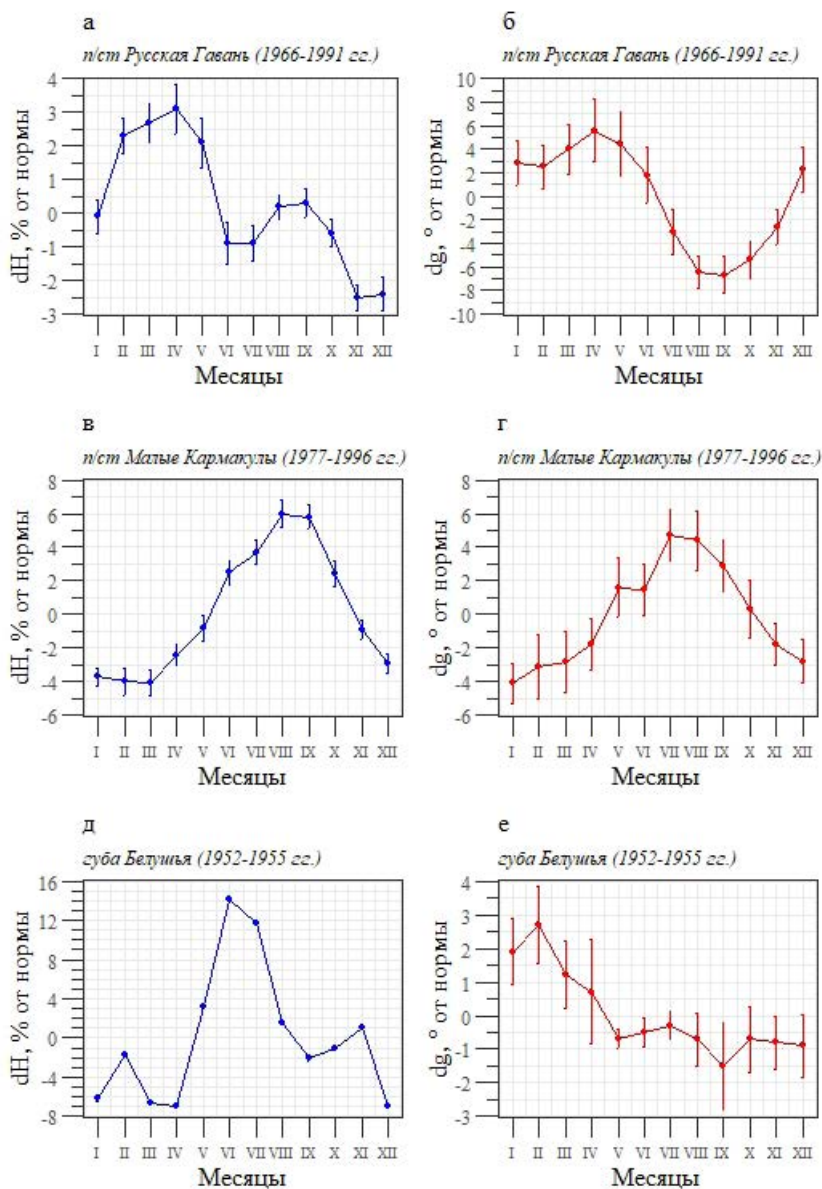 а
п/ст Русская Гавань (1966-1991 гг.)
dH, % от нормы
4
3
2
1
0
-1
-2
-3
I II III IV V VI VII VIII IX X XI XII
Месяцы
б
п/ст Русская Гавань (1966-1991 гг.)
dg, ° от нормы
10
8
6
4
2
0
-2
-4
-6
-8
-10
I II III IV V VI VII VIII IX X XI XII
Месяцы
в
п/ст Малые Кармакулы (1977-1996 гг.)
dH, % от нормы
8
6
4
2
0
-2
-4
-6
I II III IV V VI VII VIII IX X XI XII
Месяцы
г
п/ст Малые Кармакулы (1977-1996 гг.)
dg, ° от нормы
8
6
4
2
0
-2
-4
-6
I II III IV V VI VII VIII IX X XI XII
Месяцы
д
губа Белушья (1952-1955 гг.)
dH, % от нормы
16
12
8
4
0
-4
-8
I II III IV V VI VII VIII IX X XI XII
Месяцы
е
губа Белушья (1952-1955 гг.)
dg, ° от нормы
4
3
2
1
0
-1
-2
-3
I II III IV V VI VII VIII IX X XI XII
Месяцы